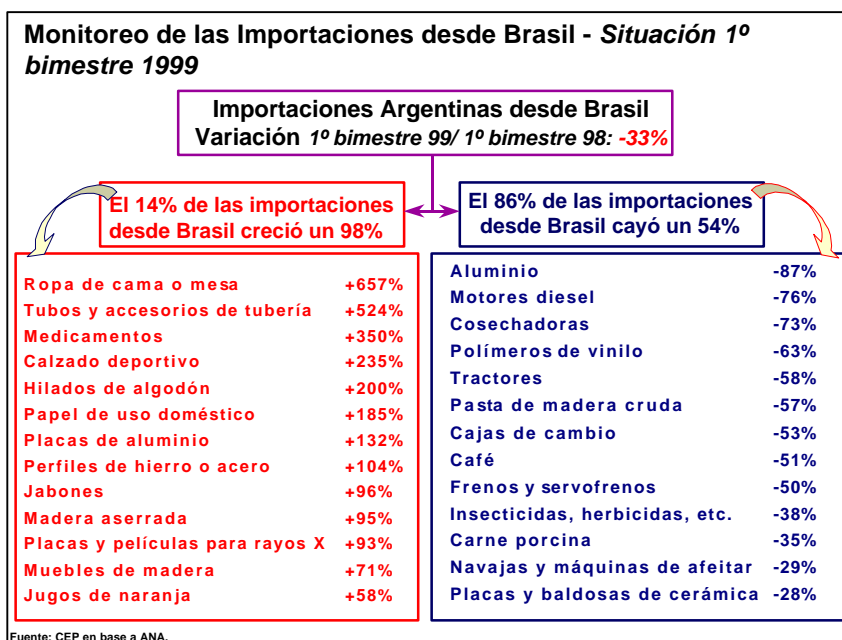 Monitoreo de las Importaciones desde Brasil - Situación 1º
bimestre 1999
Importaciones Argentinas desde Brasil
Variación 1º bimestre 99/ 1º bimestre 98: -33%
El 14% de las importaciones
desde Brasil creció un 98%
El 86% de las importaciones
desde Brasil cayó un 54%
Ropa de cama o mesa +657%
Tubos y accesorios de tubería +524%
Medicamentos +350%
Calzado deportivo +235%
Hilados de algodón +200%
Papel de uso doméstico +185%
Placas de aluminio +132%
Perfiles de hierro o acero +104%
Jabones +96%
Madera aserrada +95%
Placas y películas para rayos X +93%
Muebles de madera +71%
Jugos de naranja +58%
Aluminio -87%
Motores diesel -76%
Cosechadoras -73%
Polímeros de vinilo -63%
Tractores -58%
Pasta de madera cruda -57%
Cajas de cambio -53%
Café -51%
Frenos y servofrenos -50%
Insecticidas, herbicidas, etc. -38%
Carne porcina -35%
Navajas y máquinas de afeitar -29%
Placas y baldosas de cerámica -28%
Fuente: CEP en base a ANA.